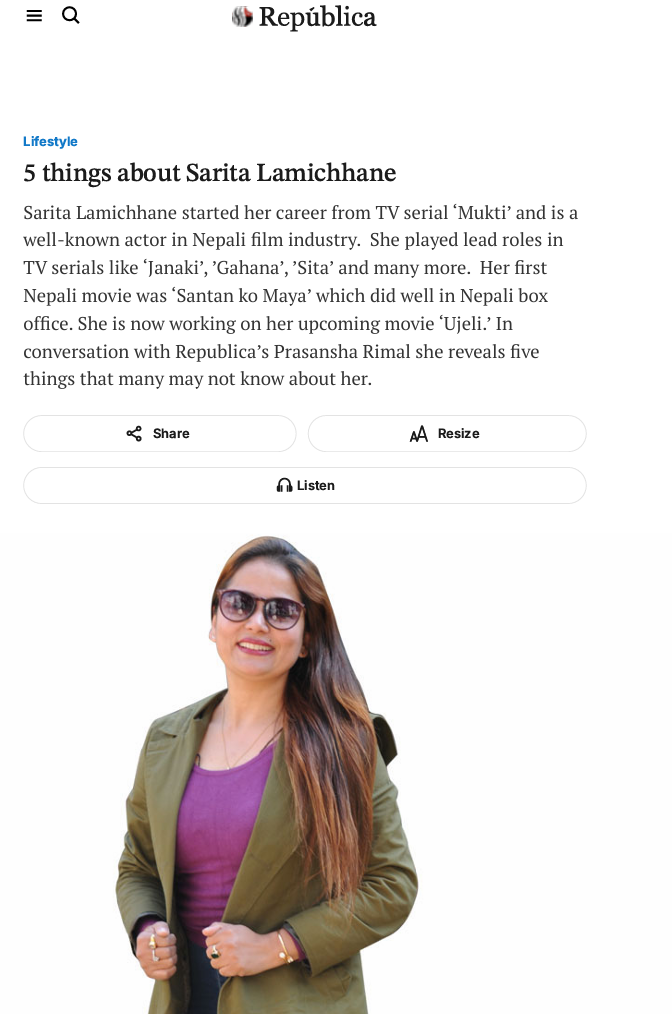 República
Lifestyle
5 things about Sarita Lamichhane
Sarita Lamichhane started her career from TV serial ‘Mukti’ and is a
well-known actor in Nepali film industry.  She played lead roles in
TV serials like ‘Janaki’, ’Gahana’, ’Sita’ and many more.  Her first
Nepali movie was ‘Santan ko Maya’ which did well in Nepali box
office. She is now working on her upcoming movie ‘Ujeli.’ In
conversation with Republica’s Prasansha Rimal she reveals five
things that many may not know about her.
Share
Resize
Listen